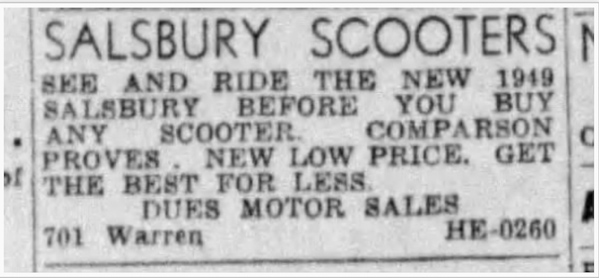 SALSBURY SCOOTERS
SEE AND RIDE THE NEW 1949
SALSBURY BEFORE YOU BUY
ANY SCOOTER. COMPARSON
PROVES . NEW LOW PRICE. GET
THE BEST FOR LESS.
DUES MOTOR SALES
701 Warren HE-0260